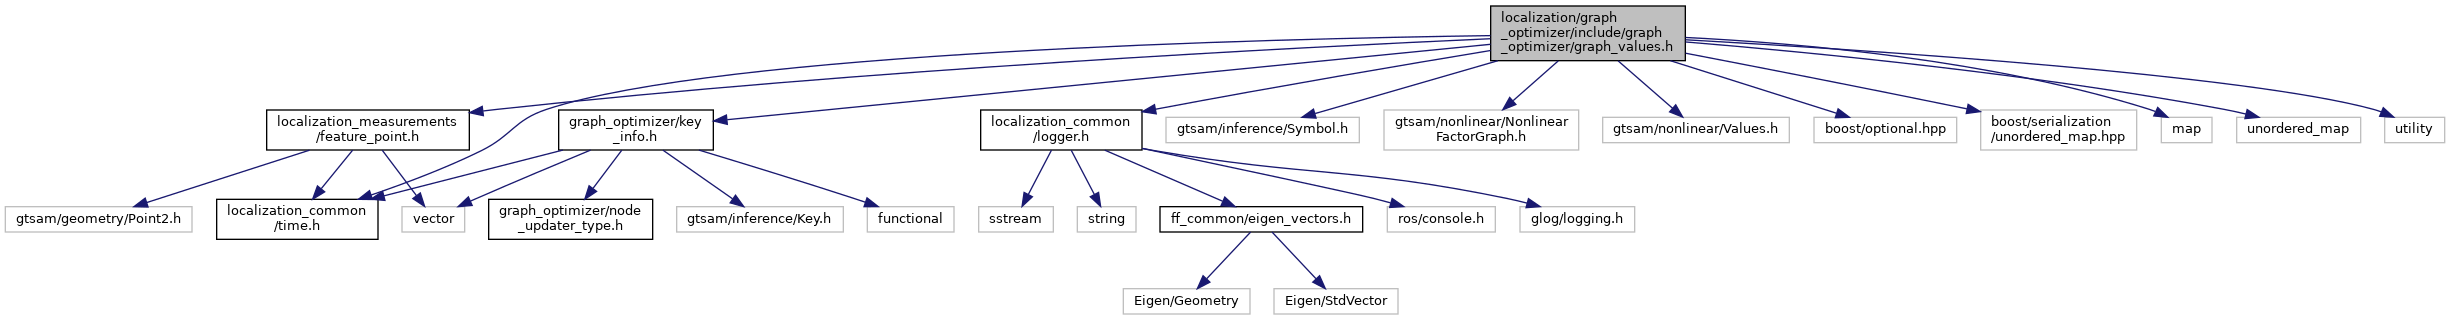 localization/graph
_optimizer/include/graph
_optimizer/graph_values.h
localization_measurements
/feature_point.h
graph_optimizer/key
_info.h
localization_common
/logger.h
gtsam/inference/Symbol.h
gtsam/nonlinear/Nonlinear
FactorGraph.h
gtsam/nonlinear/Values.h
boost/optional.hpp
boost/serialization
/unordered_map.hpp
map
unordered_map
utility
gtsam/geometry/Point2.h
localization_common
/time.h
vector
graph_optimizer/node
_updater_type.h
gtsam/inference/Key.h
functional
sstream
string
ff_common/eigen_vectors.h
ros/console.h
glog/logging.h
Eigen/Geometry
Eigen/StdVector